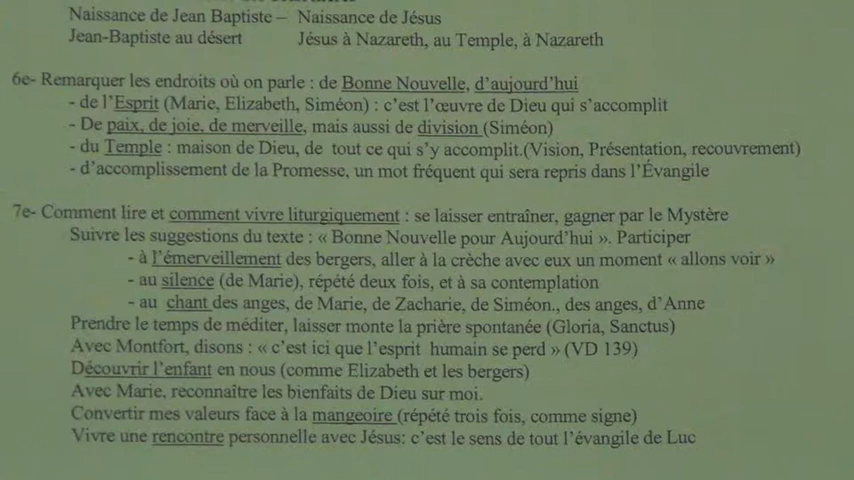 Naissance de Jean Baptiste – Naissance de Jésus
Jean-Baptiste au désert Jésus à Nazareth, au Temple, à Nazareth
6e- Remarquer les endroits où on parle : de Bonne Nouvelle, d’aujourd’hui
- de l’Esprit (Marie, Elizabeth, Siméon) : c’est l’œuvre de Dieu qui s’accomplit
- De paix, de joie, de merveille, mais aussi de division (Siméon)
- du Temple : maison de Dieu, de tout ce qui s’y accomplit.(Vision, Présentation, recouvrement)
- d’accomplissement de la Promesse, un mot fréquent qui sera repris dans l’Évangile
7e- Comment lire et comment vivre liturgiquement : se laisser entraîner, gagner par le Mystère
Suivre les suggestions du texte : « Bonne Nouvelle pour Aujourd’hui ». Participer
- à l’émerveillement des bergers, aller à la crèche avec eux un moment « allons voir »
- au silence (de Marie), répété deux fois, et à sa contemplation
- au chant des anges, de Marie, de Zacharie, de Siméon., des anges, d’Anne
Prendre le temps de méditer, laisser monte la prière spontanée (Gloria, Sanctus)
Avec Montfort, disons : « c’est ici que l’esprit humain se perd » (VD 139)
Découvrir l’enfant en nous (comme Elizabeth et les bergers)
Avec Marie, reconnaître les bienfaits de Dieu sur moi.
Convertir mes valeurs face à la mangeoire (répété trois fois, comme signe)
Vivre une rencontre personnelle avec Jésus: c’est le sens de tout l’évangile de Luc